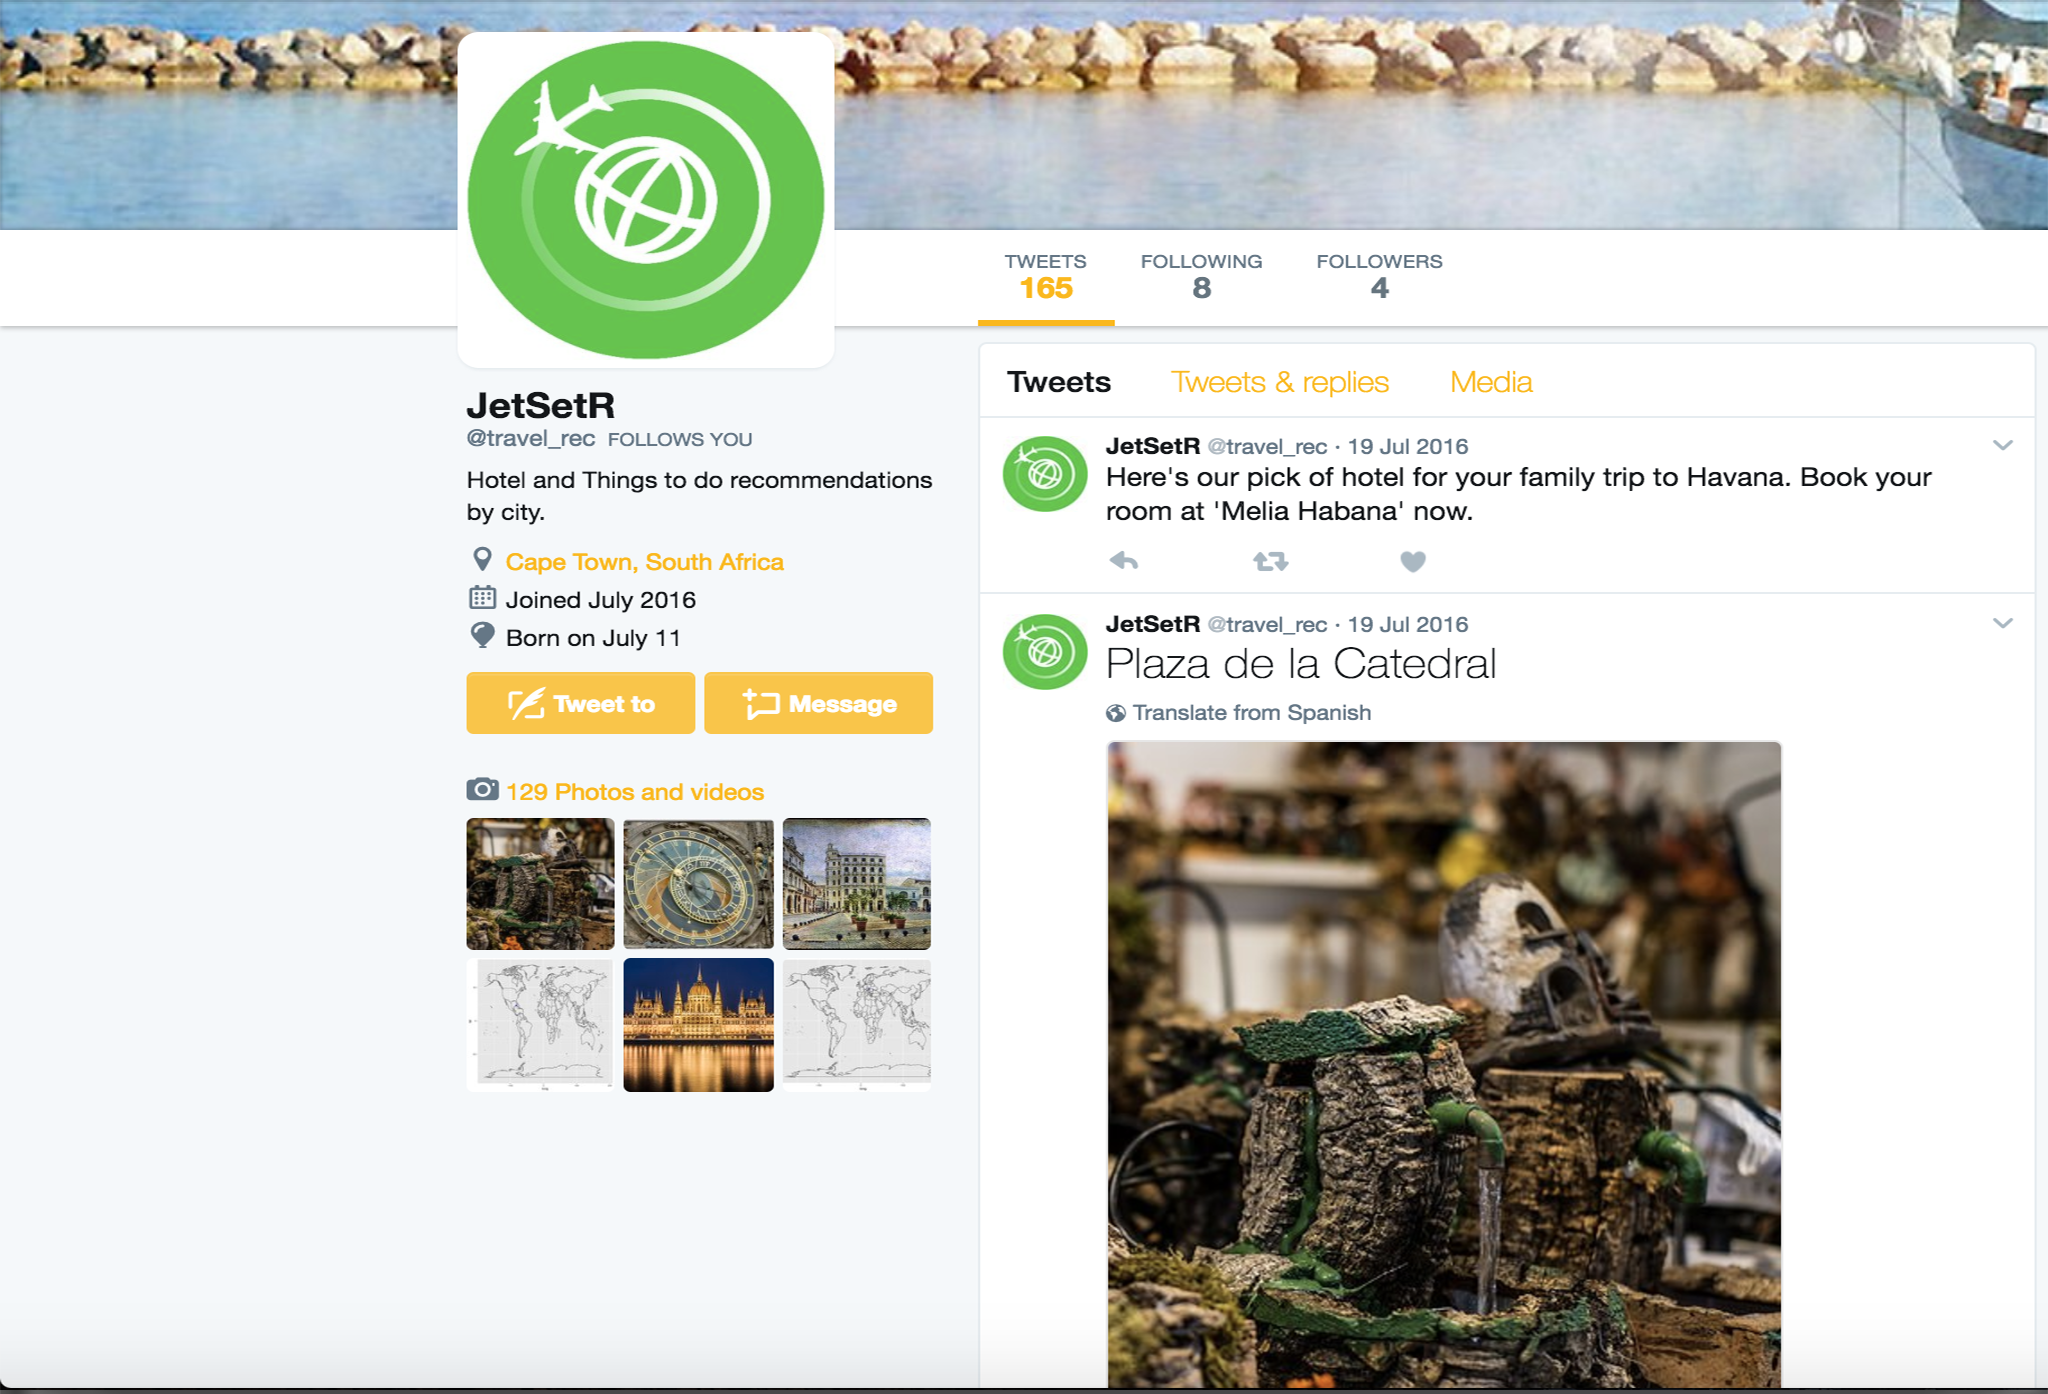 TWEETS
165
FOLLOWING
8
FOLLOWERS
4
JetSetR
@travel_rec FOLLOWS YOU
Hotel and Things to do recommendations
by city.
Cape Town, South Africa
Joined July 2016
Born on July 11
Tweet to
Message
129 Photos and videos
Tweets Tweets & replies Media
JetSetR @travel_rec · 19 Jul 2016
Here's our pick of hotel for your family trip to Havana. Book your
room at 'Melia Habana' now.
JetSetR @travel_rec · 19 Jul 2016
Plaza de la Catedral
Translate from Spanish